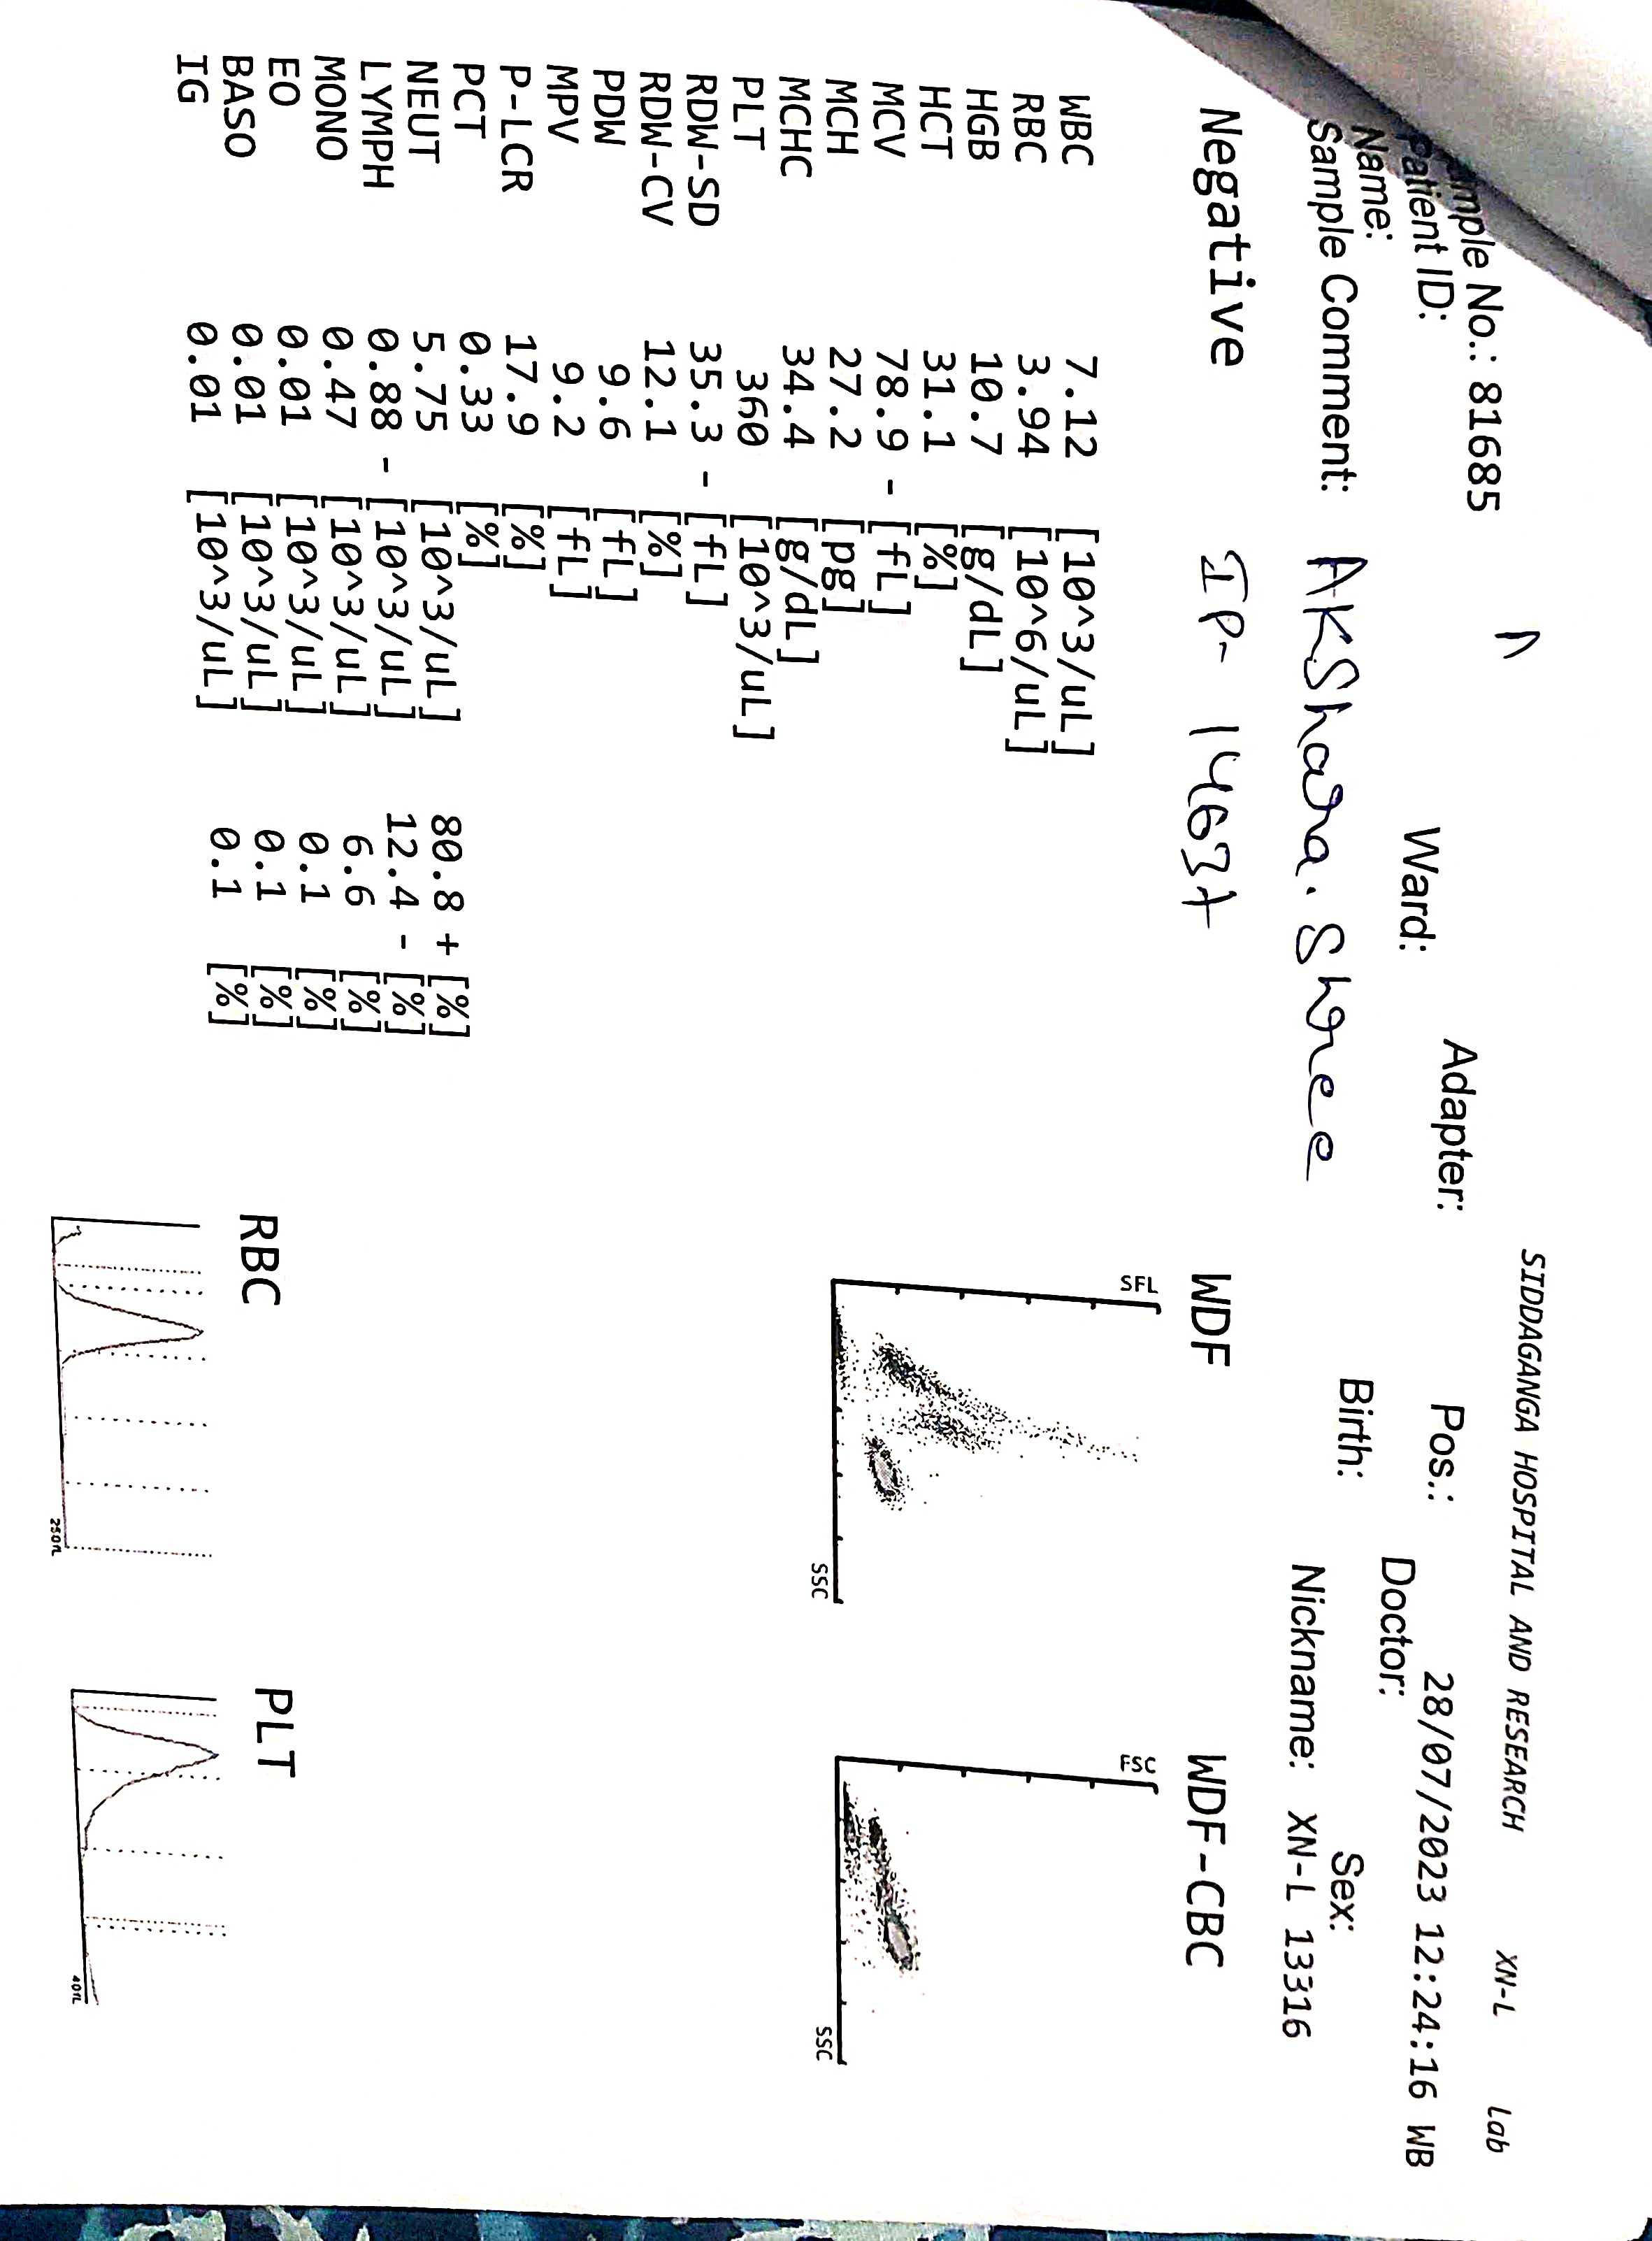 SIDDAGANGA HOSPITAL AND RESEARCH XN-L Lab
mple No.: 81685 Adapter: Pos.: 28/07/2023 12:24:16 WB
Patient ID: Ward: Doctor:
Name: Birth: Sex:
Sample Comment: AKShara. Shree Nickname: XN-L 13316
Negative IP- 14637
WDF WDF-CBC
WBC 7.12 [10^3/uL]
RBC 3.94 [10^6/uL]
HGB 10.7 [g/dL]
HCT 31.1 [%]
MCV 78.9 - [fL]
MCH 27.2 [pg]
MCHC 34.4 [g/dL]
PLT 360 [10^3/uL]
RDW-SD 35.3 - [fL]
RDW-CV 12.1 [%]
PDW 9.6 [fL]
MPV 9.2 [fL]
P-LCR 17.9 [%]
PCT 0.33 [%]
NEUT 5.75 [10^3/uL] 80.8 + [%]
LYMPH 0.88 - [10^3/uL] 12.4 - [%]
MONO 0.47 [10^3/uL] 6.6 [%]
EO 0.01 [10^3/uL] 0.1 [%]
BASO 0.01 [10^3/uL] 0.1 [%]
IG 0.01 [10^3/uL] 0.1 [%]
SFL SSC
FSC SSC
RBC PLT
250fL 40fL